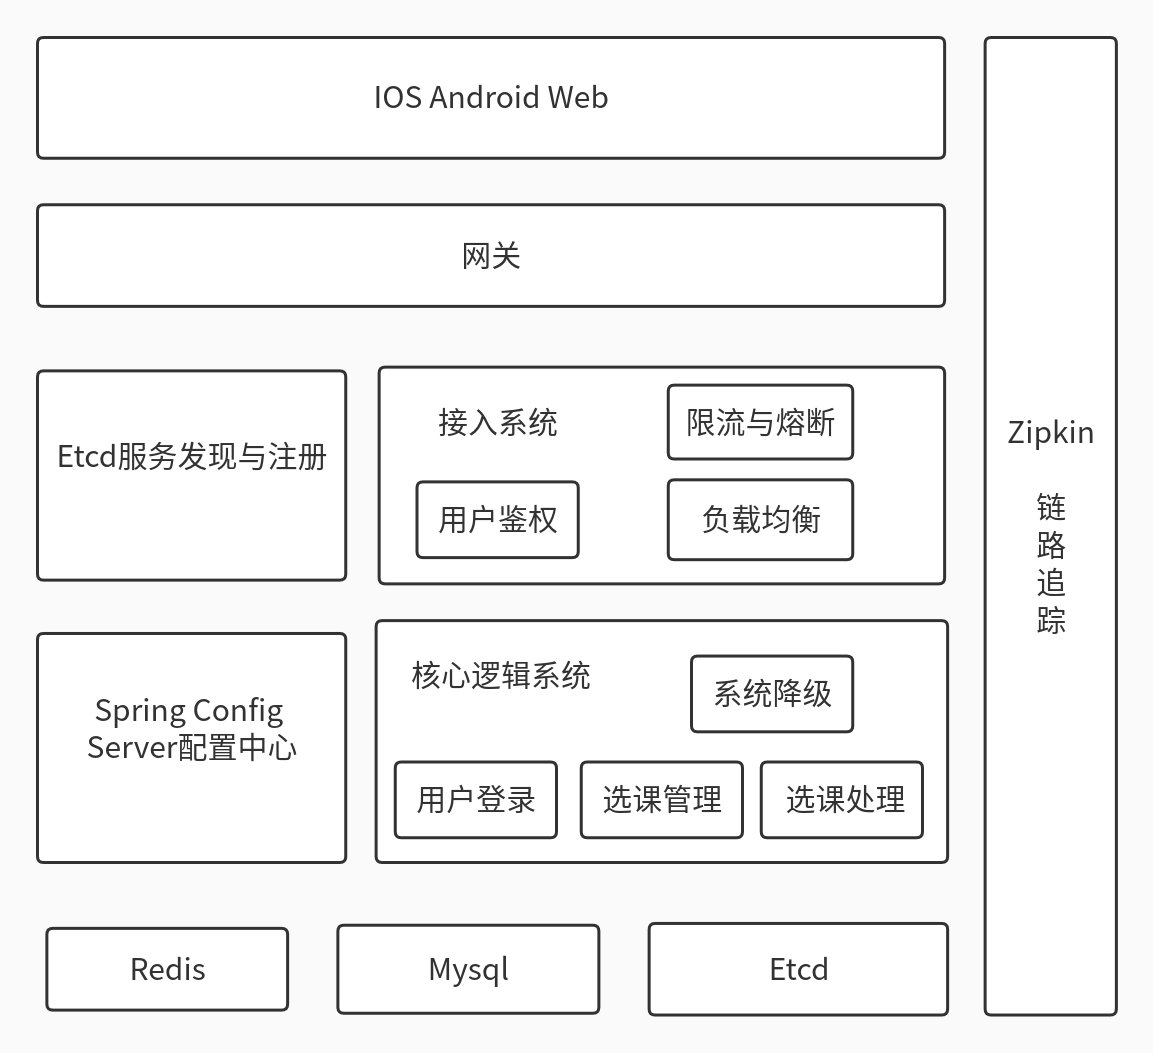 IOS Android Web
网关
Etcd服务发现与注册
接入系统
限流与熔断
用户鉴权
负载均衡
Spring Config
Server配置中心
核心逻辑系统
系统降级
用户登录
选课管理
选课处理
Redis
Mysql
Etcd
Zipkin
链
路
追
踪